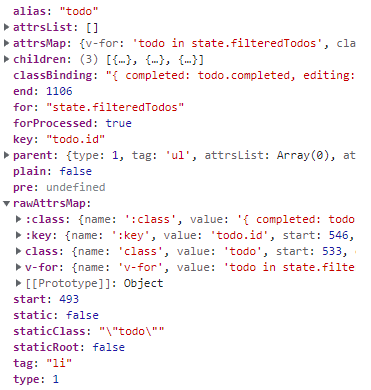 alias: "todo"
attrsList: []
attrsMap: {v-for: 'todo in state.filteredTodos', cla
children: (3) [{…}, {…}, {…}]
classBinding: "{ completed: todo.completed, editing:
end: 1106
for: "state.filteredTodos"
forProcessed: true
key: "todo.id"
parent: {type: 1, tag: 'ul', attrsList: Array(0), at
plain: false
pre: undefined
rawAttrsMap:
:class: {name: ':class', value: '{ completed: todo
:key: {name: ':key', value: 'todo.id', start: 546,
class: {name: 'class', value: 'todo', start: 533,
v-for: {name: 'v-for', value: 'todo in state.filte
[[Prototype]]: Object
start: 493
static: false
staticClass: "\"todo\""
staticRoot: false
tag: "li"
type: 1